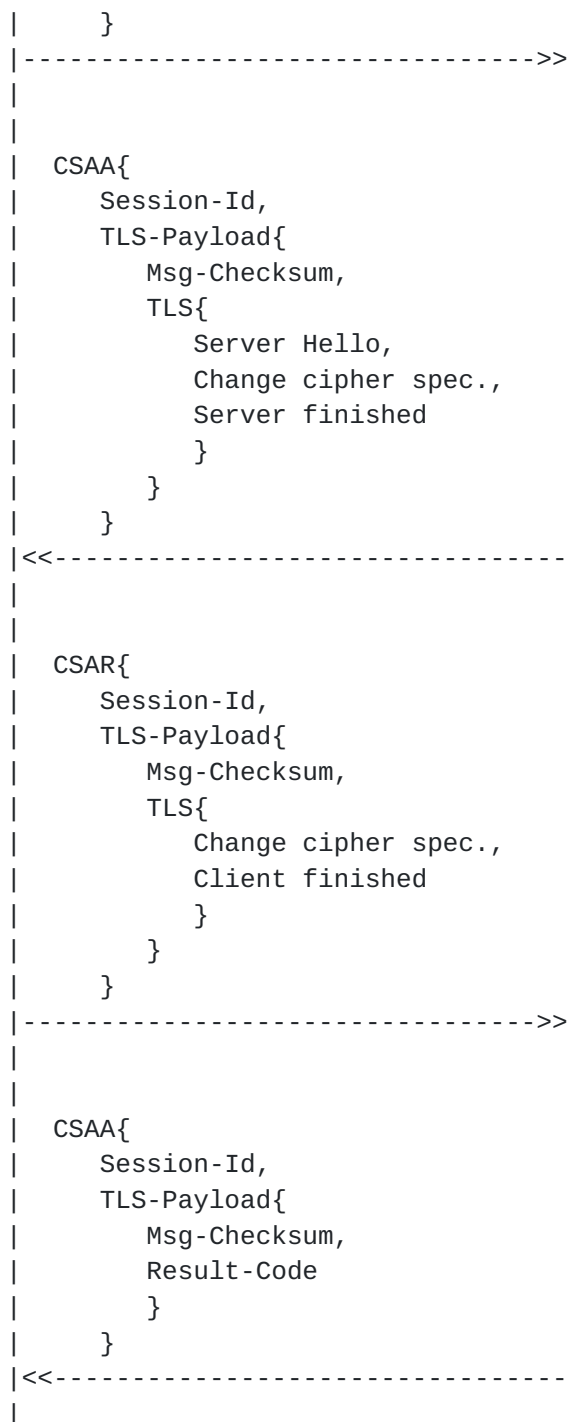 |     }
|--------------------------------->>
|
|
|  CSAA{
|     Session-Id,
|     TLS-Payload{
|        Msg-Checksum,
|        TLS{
|           Server Hello,
|           Change cipher spec.,
|           Server finished
|           }
|        }
|     }
|<<---------------------------------
|
|
|  CSAR{
|     Session-Id,
|     TLS-Payload{
|        Msg-Checksum,
|        TLS{
|           Change cipher spec.,
|           Client finished
|           }
|        }
|     }
|--------------------------------->>
|
|
|  CSAA{
|     Session-Id,
|     TLS-Payload{
|        Msg-Checksum,
|        Result-Code
|        }
|     }
|<<---------------------------------
|